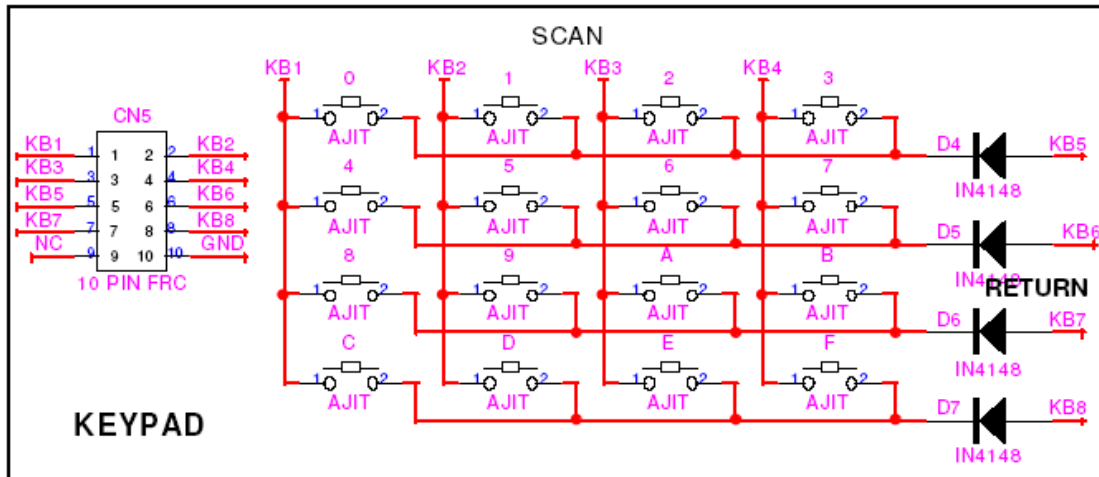 SCAN
KB1 KB2 KB3 KB4
0 1 2 3
CN5
1 2 1 2 1 2 1 2
AJIT AJIT AJIT AJIT
D4 KB5
KB1 1 1 2 2 KB2
IN4148
KB3 3 3 4 4 KB4
4 5 6 7
KB5 5 5 6 6 KB6
1 2 1 2 1 2 1 2
AJIT AJIT AJIT AJIT
KB7 7 7 8 8 KB8
D5 KB6
NC 9 9 10 10 GND
8 9 A B
10 PIN FRC
IN4148
RETURN
1 2 1 2 1 2 1 2
AJIT AJIT AJIT AJIT
D6 KB7
C D E F
IN4148
1 2 1 2 1 2 1 2
AJIT AJIT AJIT AJIT
D7 KB8
KEYPAD
IN4148